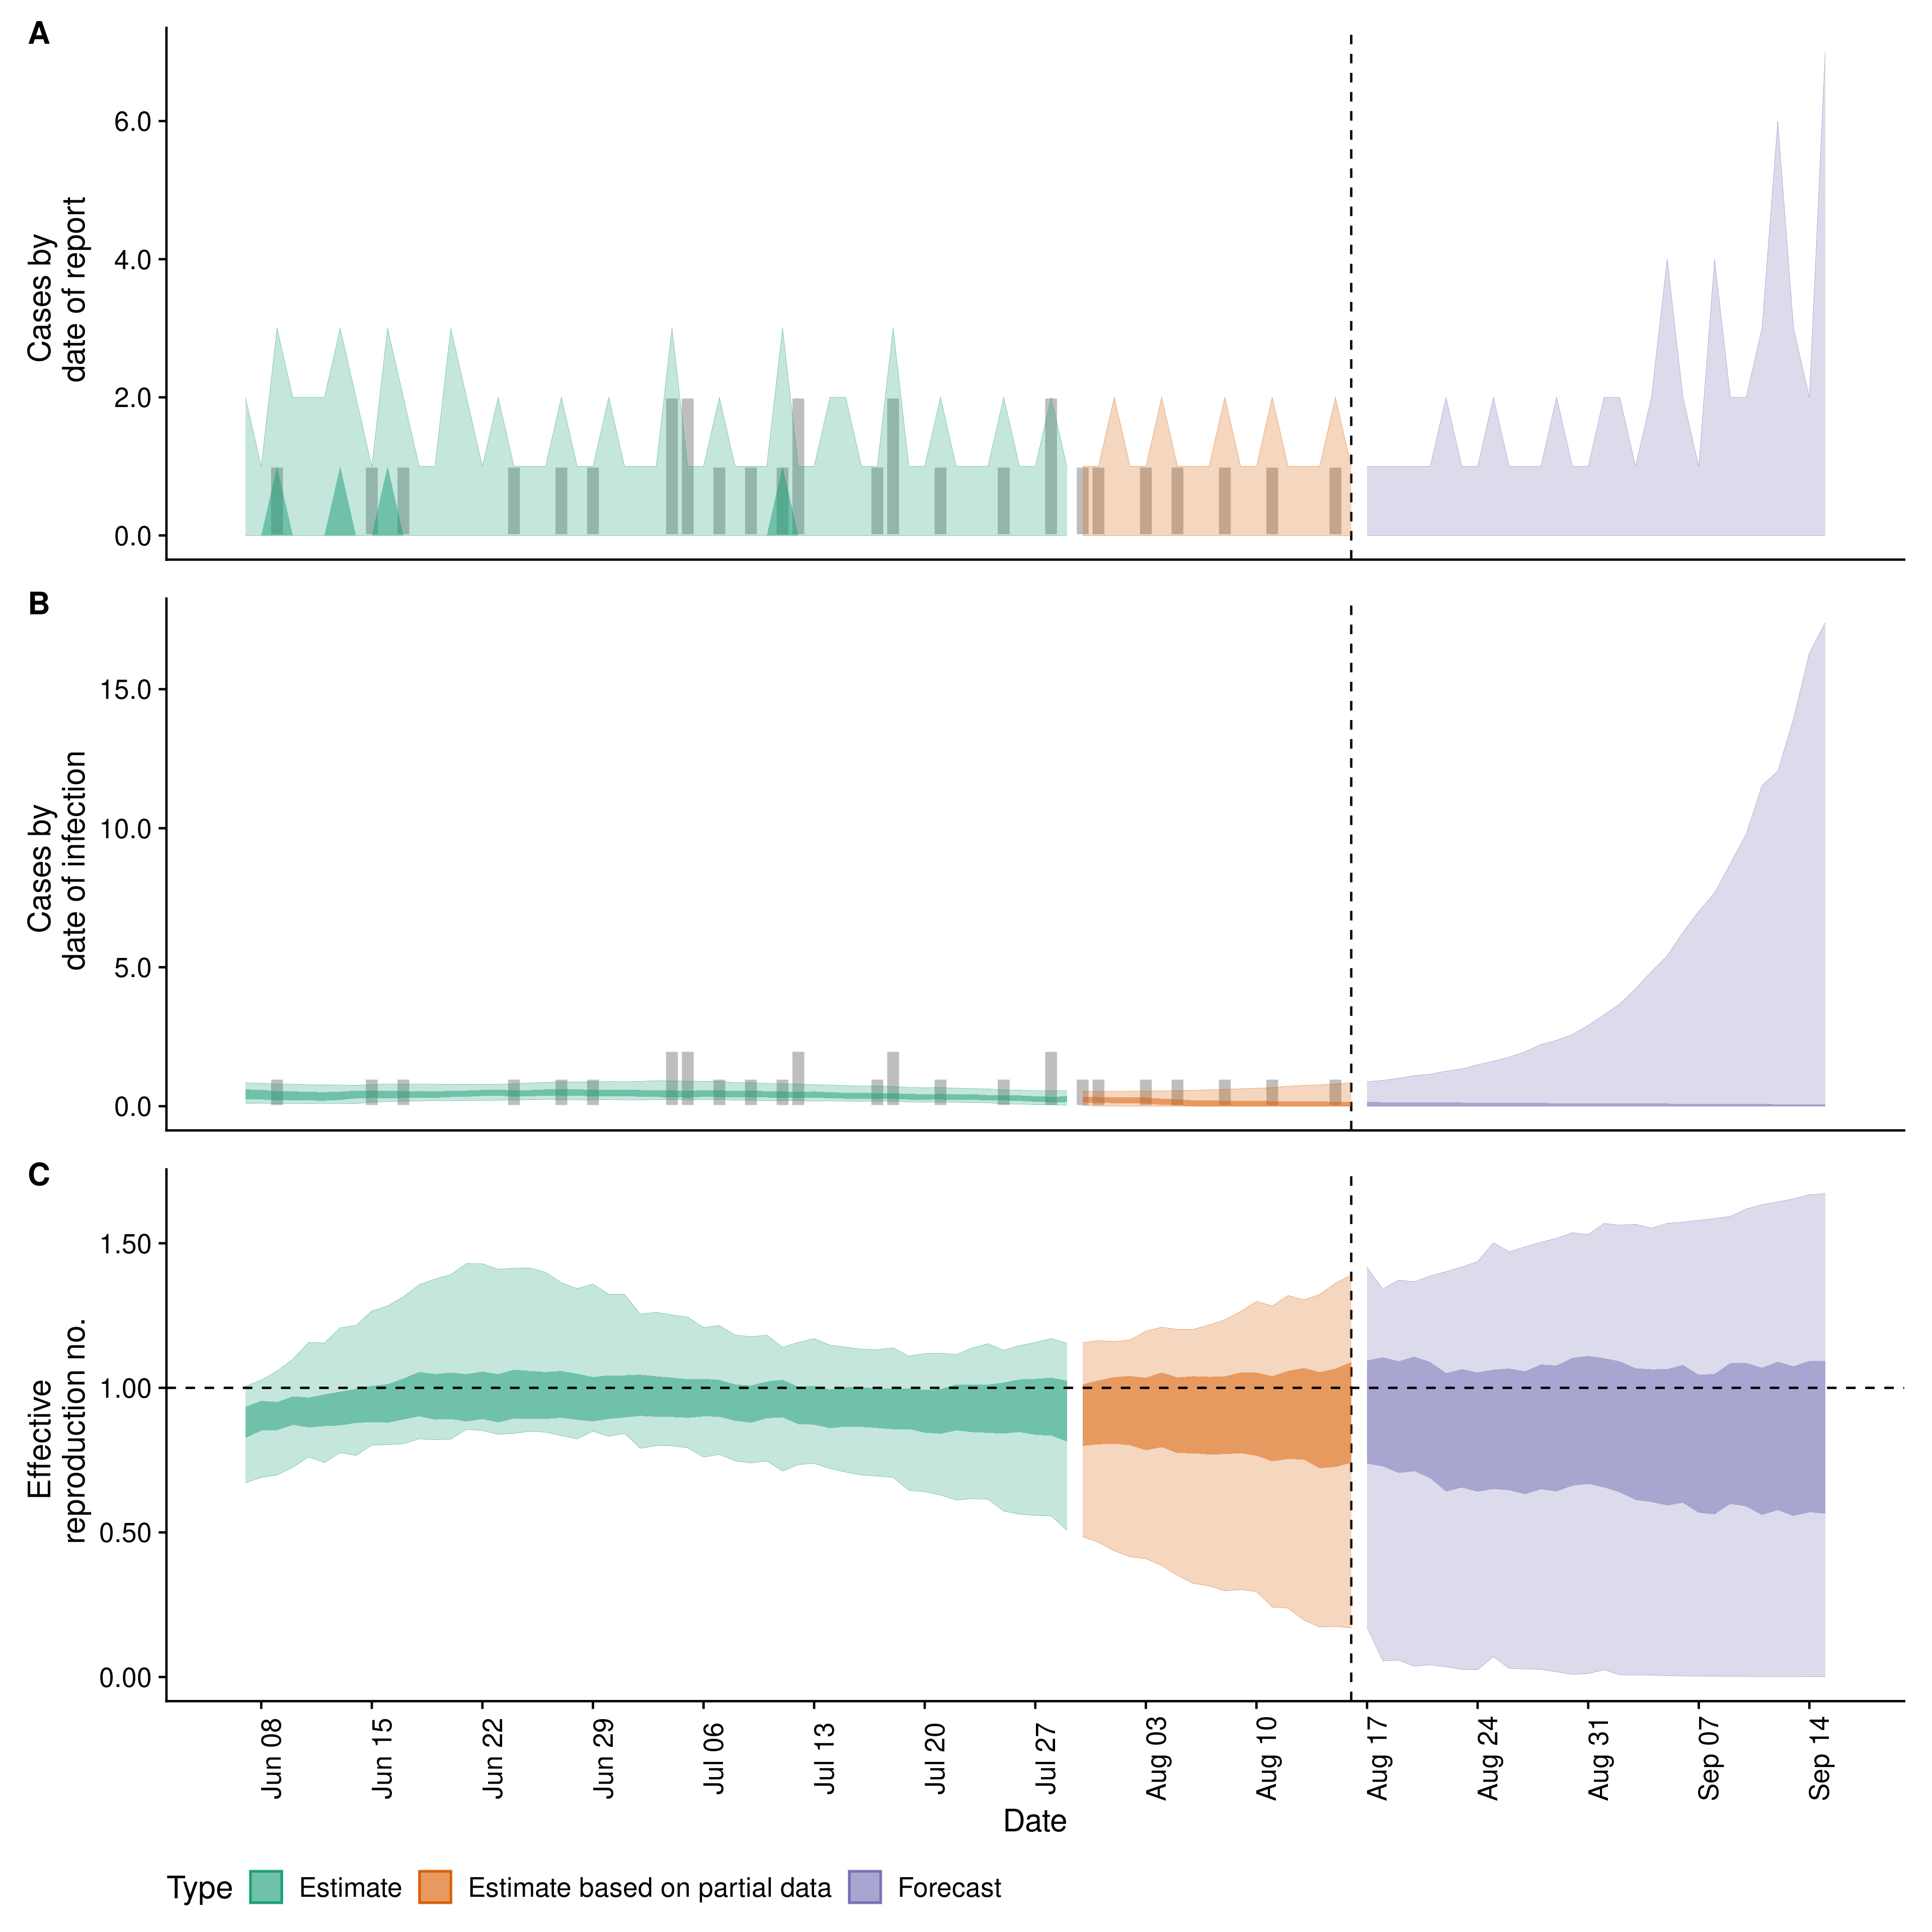 A
Cases by
date of report
6.0
4.0
2.0
0.0
B
Cases by
date of infection
15.0
10.0
5.0
0.0
C
Effective
reproduction no.
1.50
1.00
0.50
0.00
Jun 08
Jun 15
Jun 22
Jun 29
Jul 06
Jul 13
Jul 20
Jul 27
Aug 03
Aug 10
Aug 17
Aug 24
Aug 31
Sep 07
Sep 14
Date
Type Estimate Estimate based on partial data Forecast